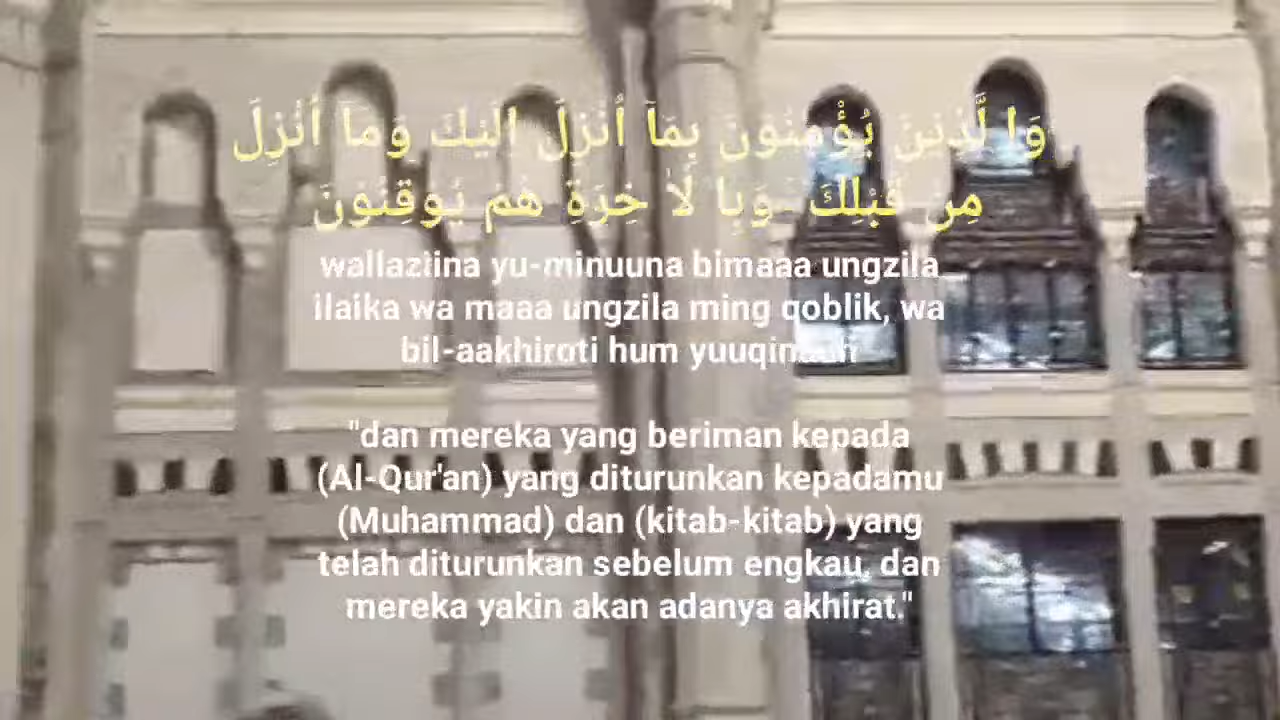 وَا لَّذِيْنَ يُؤْمِنُوْنَ بِمَاۤ اُنْزِلَ اِلَيْكَ وَمَاۤ اُنْزِلَ
مِنْ قَبْلِكَ ۚ وَبِا لْاٰ خِرَةِ هُمْ يُوْقِنُوْنَ
wallaziina yu-minuuna bimaaa ungzila
ilaika wa maaa ungzila ming qoblik, wa
bil-aakhiroti hum yuuqinuun
"dan mereka yang beriman kepada
(Al-Qur'an) yang diturunkan kepadamu
(Muhammad) dan (kitab-kitab) yang
telah diturunkan sebelum engkau, dan
mereka yakin akan adanya akhirat."